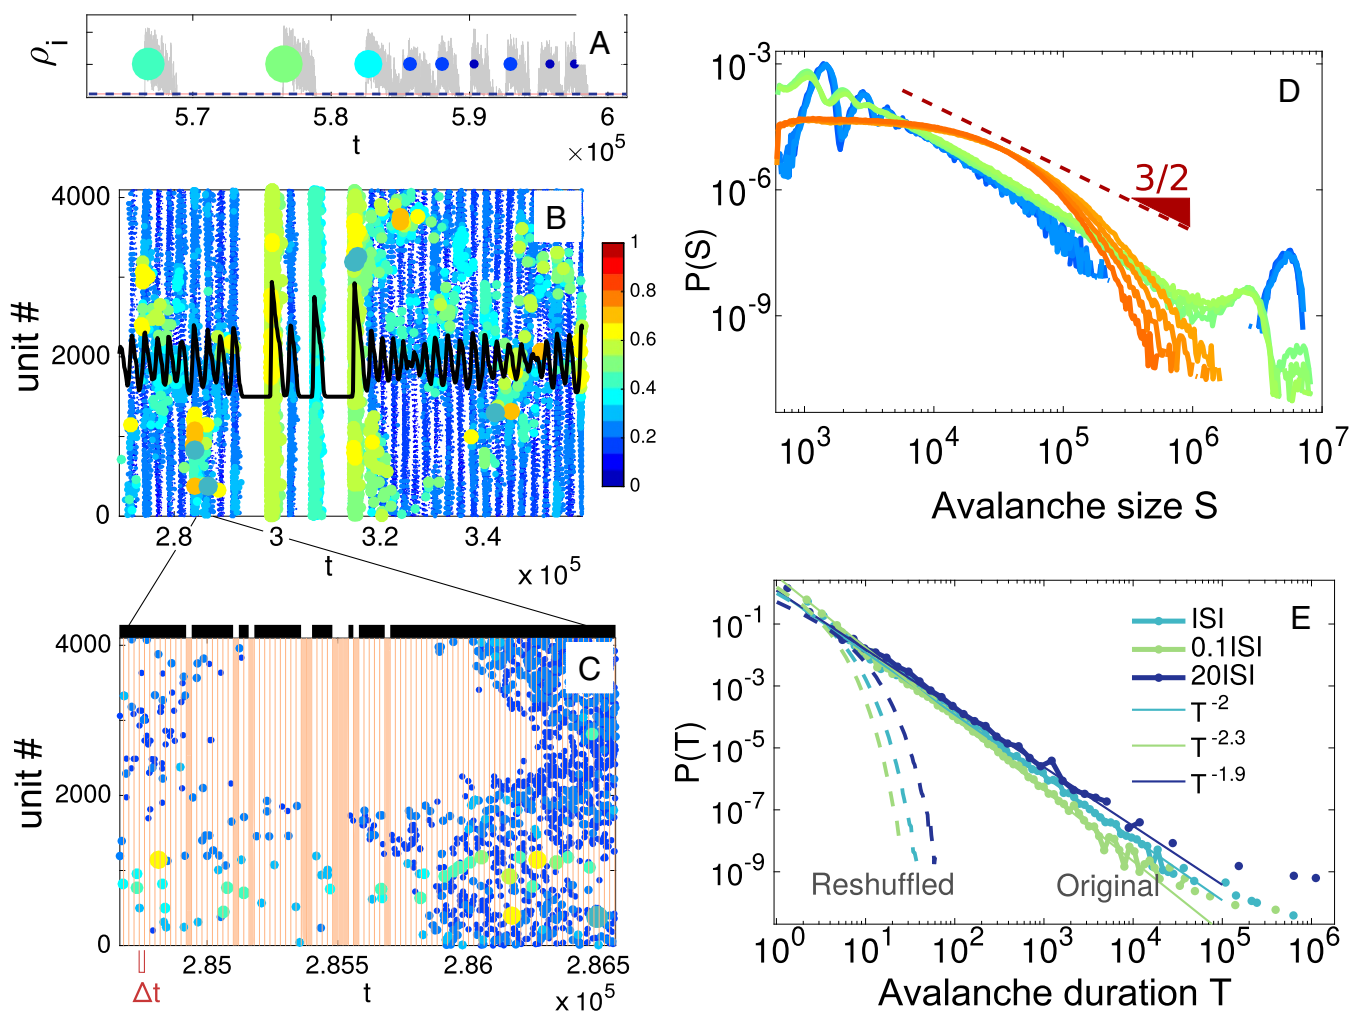 A
ρi
5.7 5.8 5.9 6
t
×10^5
B
4000
2000
0
unit #
2.8 3 3.2 3.4
t
x 10^5
1
0.8
0.6
0.4
0.2
0
C
4000
2000
0
unit #
2.85 2.855 2.86 2.865
Δt
t
x 10^5
D
10^-3
10^-6
10^-9
P(S)
3/2
10^3 10^4 10^5 10^6 10^7
Avalanche size S
E
10^-1
10^-3
10^-5
10^-7
10^-9
P(T)
ISI
0.1ISI
20ISI
T^-2
T^-2.3
T^-1.9
Reshuffled
Original
10^0 10^1 10^2 10^3 10^4 10^5 10^6
Avalanche duration T